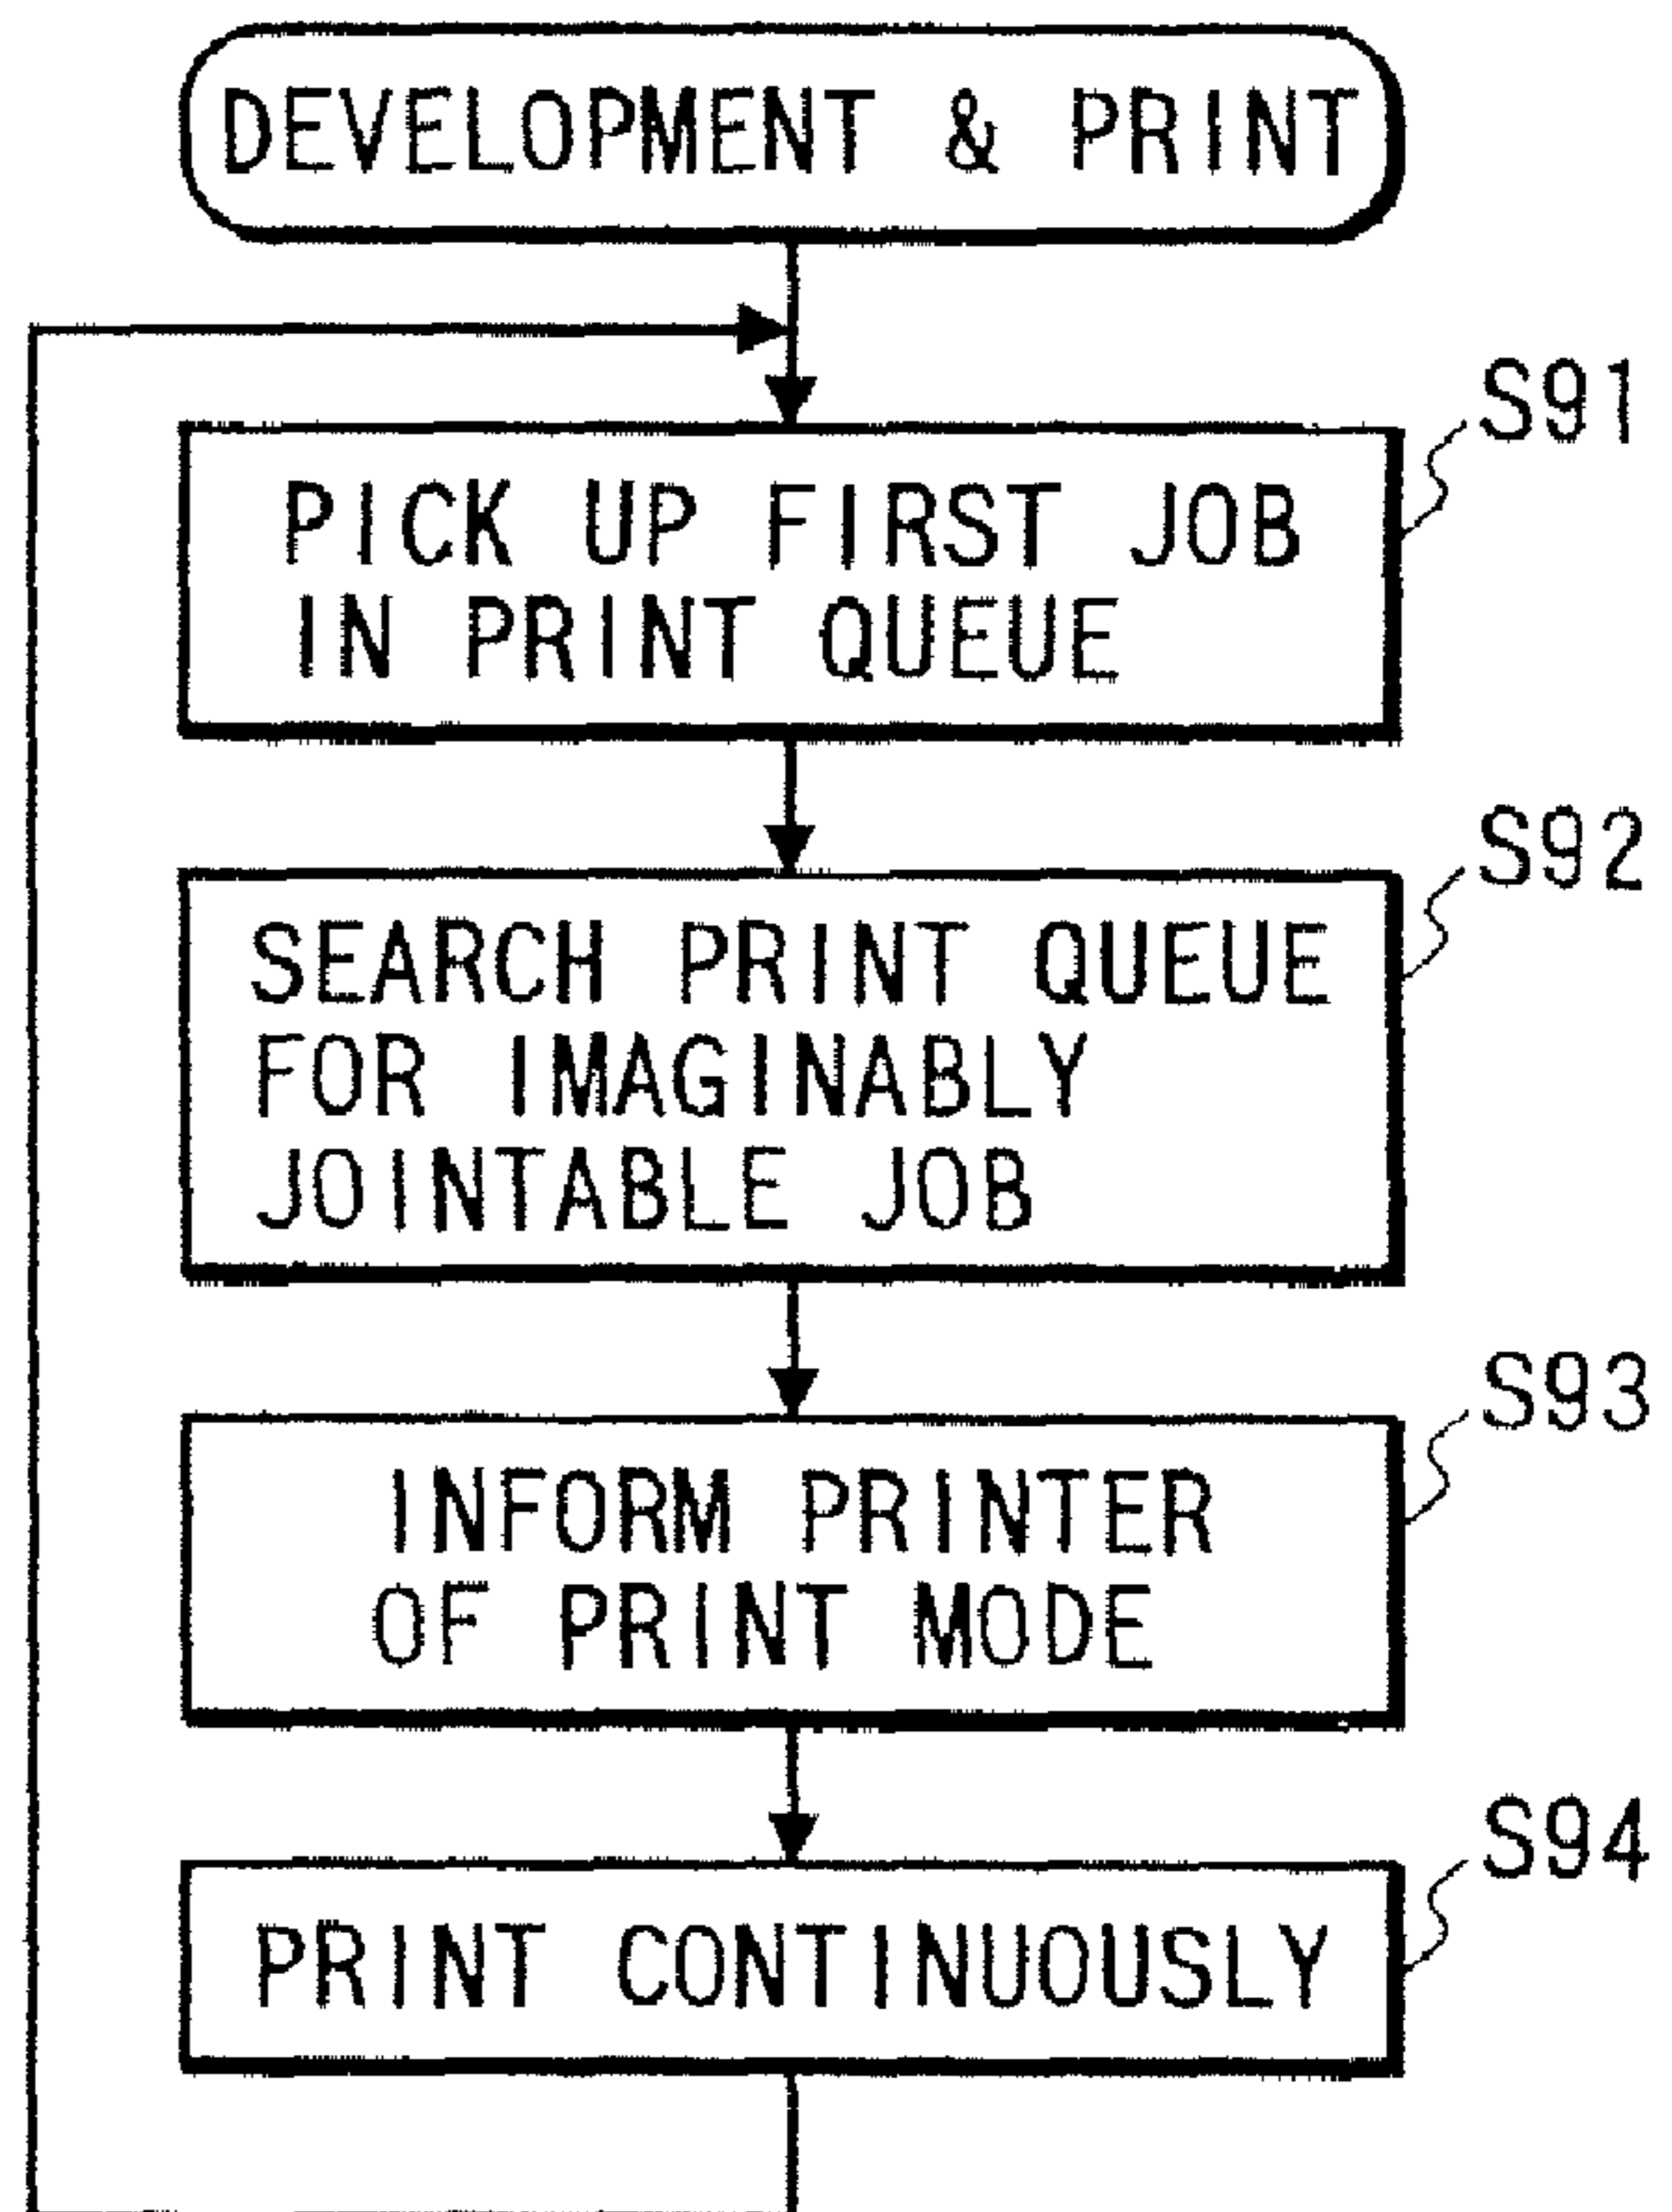 DEVELOPMENT & PRINT
S91
PICK UP FIRST JOB
IN PRINT QUEUE
S92
SEARCH PRINT QUEUE
FOR IMAGINABLY
JOINTABLE JOB
S93
INFORM PRINTER
OF PRINT MODE
S94
PRINT CONTINUOUSLY